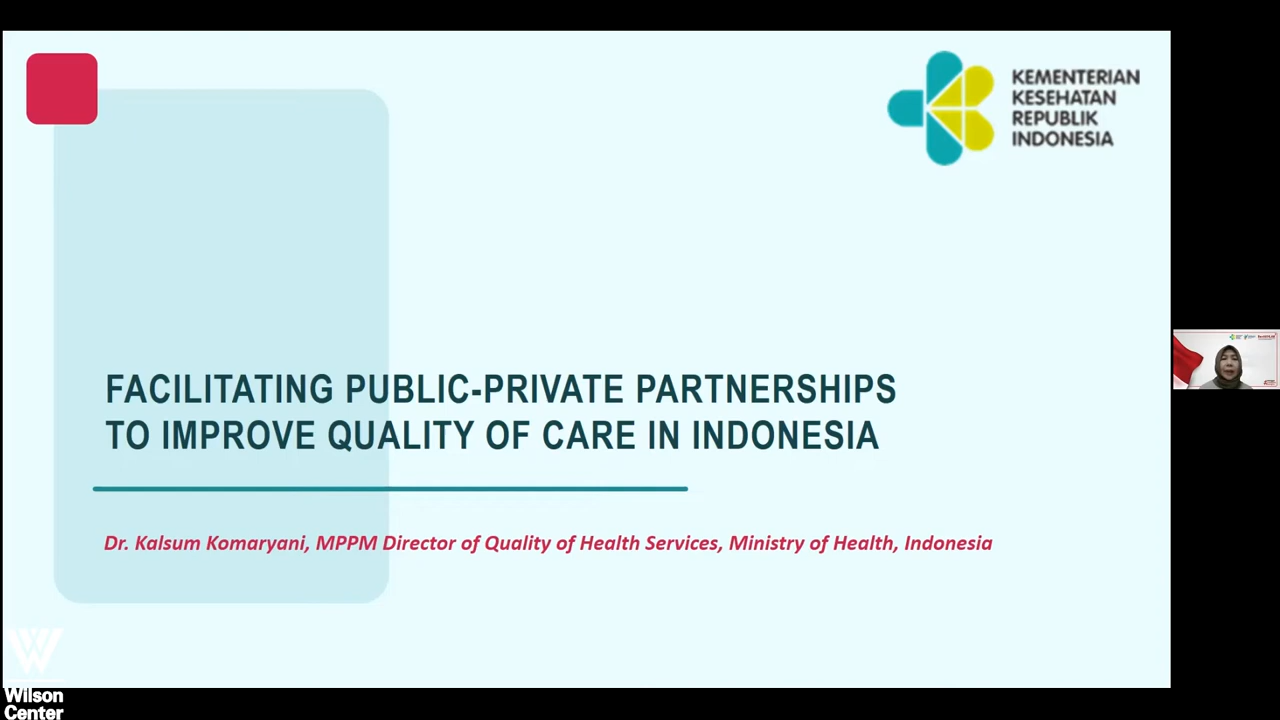 KEMENTERIAN
KESEHATAN
REPUBLIK
INDONESIA
FACILITATING PUBLIC-PRIVATE PARTNERSHIPS
TO IMPROVE QUALITY OF CARE IN INDONESIA
Dr. Kalsum Komaryani, MPPM Director of Quality of Health Services, Ministry of Health, Indonesia
Wilson
Center